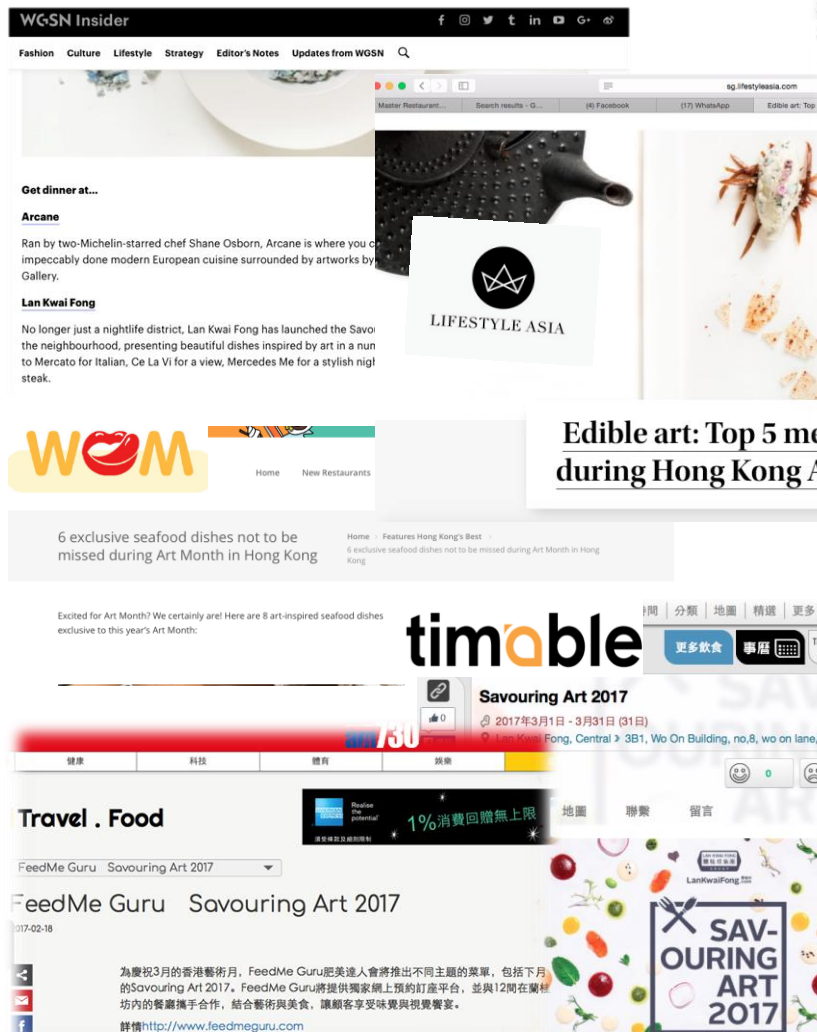 WGSN Insider
Fashion Culture Lifestyle Strategy Editor's Notes Updates from WGSN
Get dinner at...
Arcane
Ran by two-Michelin-starred chef Shane Osborn, Arcane is where you c
impeccably done modern European cuisine surrounded by artworks by
Gallery.
Lan Kwai Fong
No longer just a nightlife district, Lan Kwai Fong has launched the Savou
the neighbourhood, presenting beautiful dishes inspired by art in a num
to Mercato for Italian, Ce La Vi for a view, Mercedes Me for a stylish nigh
steak.
sg.lifestyleasia.com
Master Restaurant... Search results - G... (4) Facebook (17) WhatsApp Edible art: Top
LIFESTYLE ASIA
Edible art: Top 5 me
during Hong Kong A
WOM
Home New Restaurants
6 exclusive seafood dishes not to be
missed during Art Month in Hong Kong
Home > Features Hong Kong's Best >
6 exclusive seafood dishes not to be missed during Art Month in Hong
Kong
Excited for Art Month? We certainly are! Here are 8 art-inspired seafood dishes
exclusive to this year's Art Month:
timable
分類 地圖 精選 更多
更多飲食 事曆
Savouring Art 2017
0
2017年3月1日 - 3月31日 (31日)
Lan Kwai Fong, Central > 3B1, Wo On Building, no,8, wo on lane,
0
地圖 聯繫 留言
am730
健康 科技 體育 娛樂
Travel . Food
Realise
the
potential
1%消費回贈無上限
FeedMe Guru Savouring Art 2017
FeedMe Guru Savouring Art 2017
2017-02-18
為慶祝3月的香港藝術月，FeedMe Guru肥美達人會將推出不同主題的菜單，包括下月
的Savouring Art 2017。FeedMe Guru將提供獨家網上預約訂座平台，並與12間在蘭桂
坊內的餐廳攜手合作，結合藝術與美食，讓顧客享受味覺與視覺饗宴。
詳情http://www.feedmeguru.com
LanKwaiFong
SAV-
OURING
ART
2017